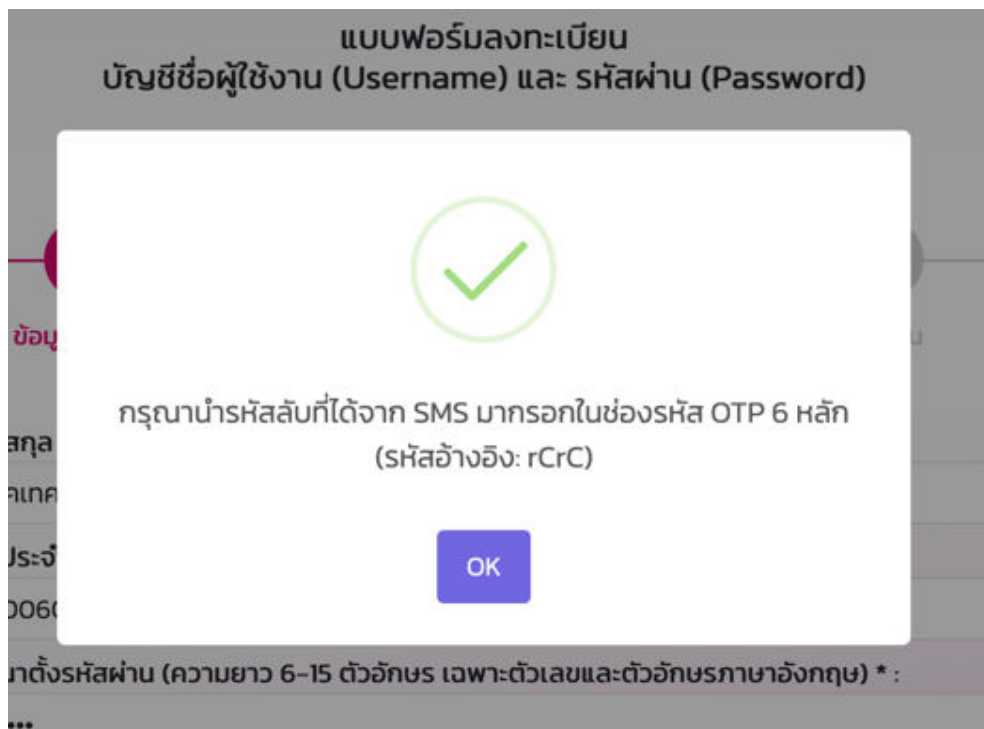 แบบฟอร์มลงทะเบียน
บัญชีชื่อผู้ใช้งาน (Username) และ รหัสผ่าน (Password)
ข้อมู
กรุณานำรหัสลับที่ได้จาก SMS มากรอกในช่องรหัส OTP 6 หลัก
(รหัสอ้างอิง: rCrC)
สกุล
คเทค
ประจำ
OK
0060
าตั้งรหัสผ่าน (ความยาว 6-15 ตัวอักษร เฉพาะตัวเลขและตัวอักษรภาษาอังกฤษ) * :